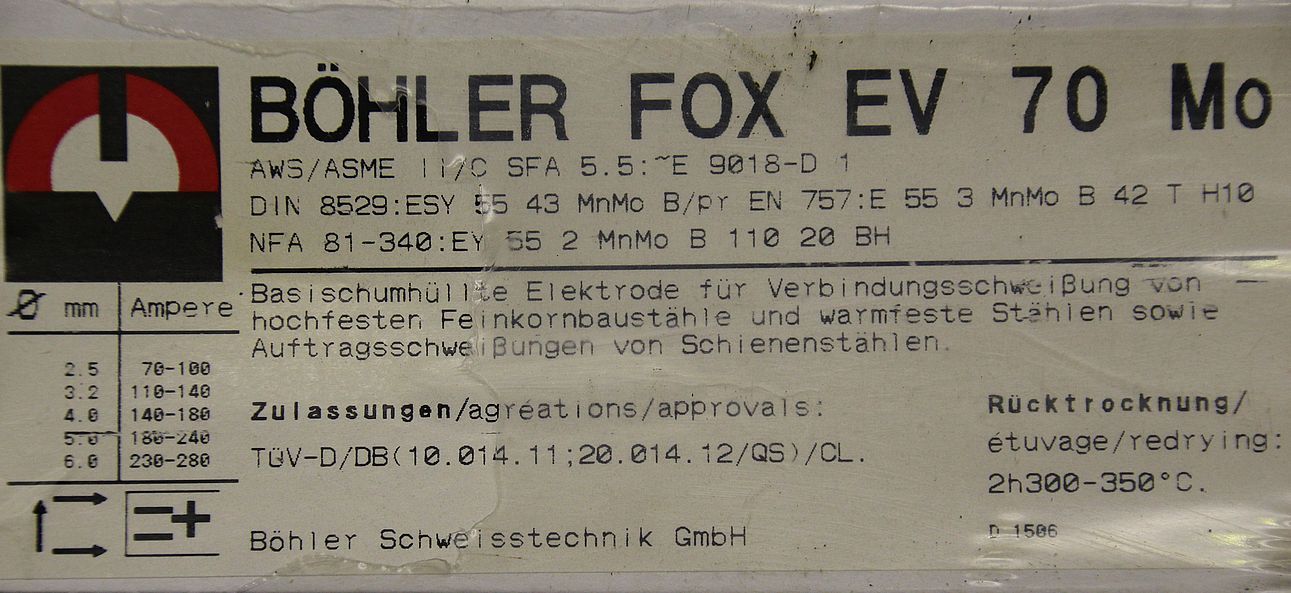 BÖHLER FOX EV 70 Mo
AWS/ASME II/C SFA 5.5:~E 9018-D 1
DIN 8529:ESY 55 43 MnMo B/pr EN 757:E 55 3 MnMo B 42 T H10
NFA 81-340:EY 55 2 MnMo B 110 20 BH
Basischumhüllte Elektrode für Verbindungsschweißung von
hochfesten Feinkornbaustähle und warmfeste Stählen sowie
Auftragsschweißungen von Schienenstählen.
Ø mm Ampere
2.5 70-100
3.2 110-140
4.0 140-180
5.0 180-240
6.0 230-280
=+
Zulassungen/agréations/approvals:
TÜV-D/DB(10.014.11;20.014.12/QS)/CL.
Rücktrocknung/
étuvage/redrying:
2h300-350°C.
Böhler Schweisstechnik GmbH
D 1506